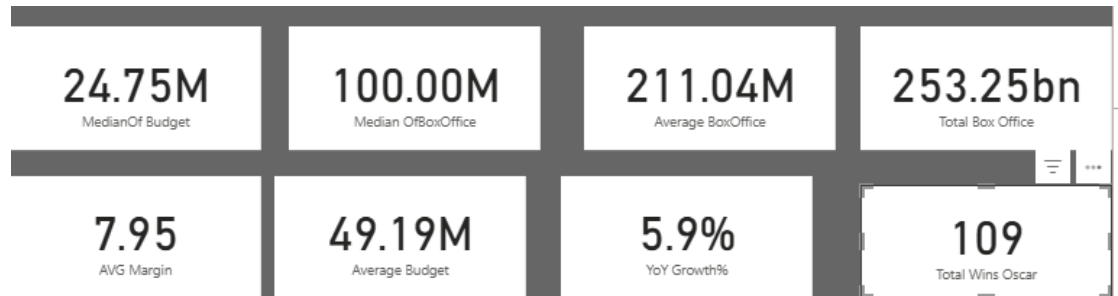 24.75M
MedianOf Budget
100.00M
Median OfBoxOffice
211.04M
Average BoxOffice
253.25bn
Total Box Office
7.95
AVG Margin
49.19M
Average Budget
5.9%
YoY Growth%
109
Total Wins Oscar